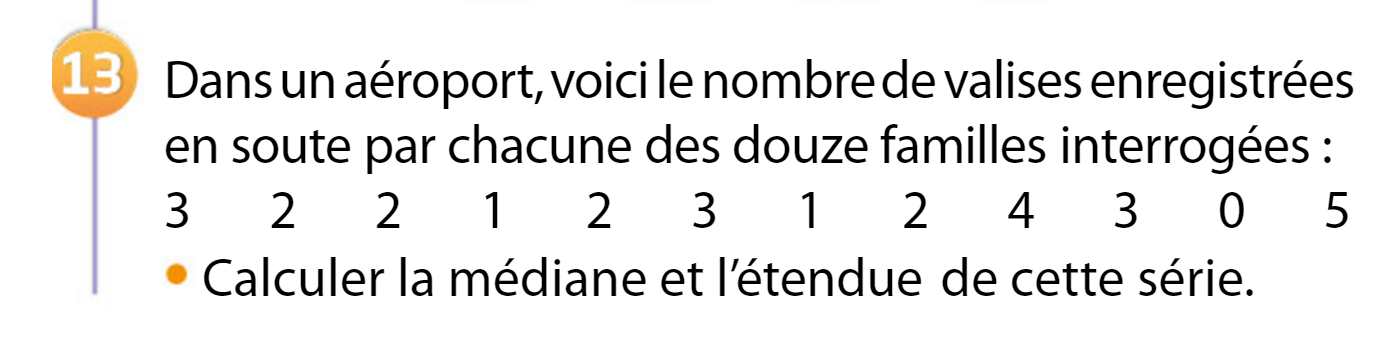 13
Dans un aéroport, voici le nombre de valises enregistrées
en soute par chacune des douze familles interrogées :
3 2 2 1 2 3 1 2 4 3 0 5
• Calculer la médiane et l'étendue de cette série.